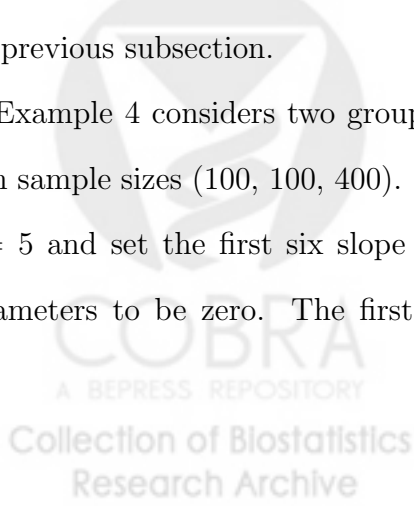 previous subsection.
Example 4 considers two group
sample sizes (100, 100, 400).
5 and set the first six slope
ameters to be zero. The first
COBRA
A BEPRESS REPOSITORY
Collection of Biostatistics
Research Archive